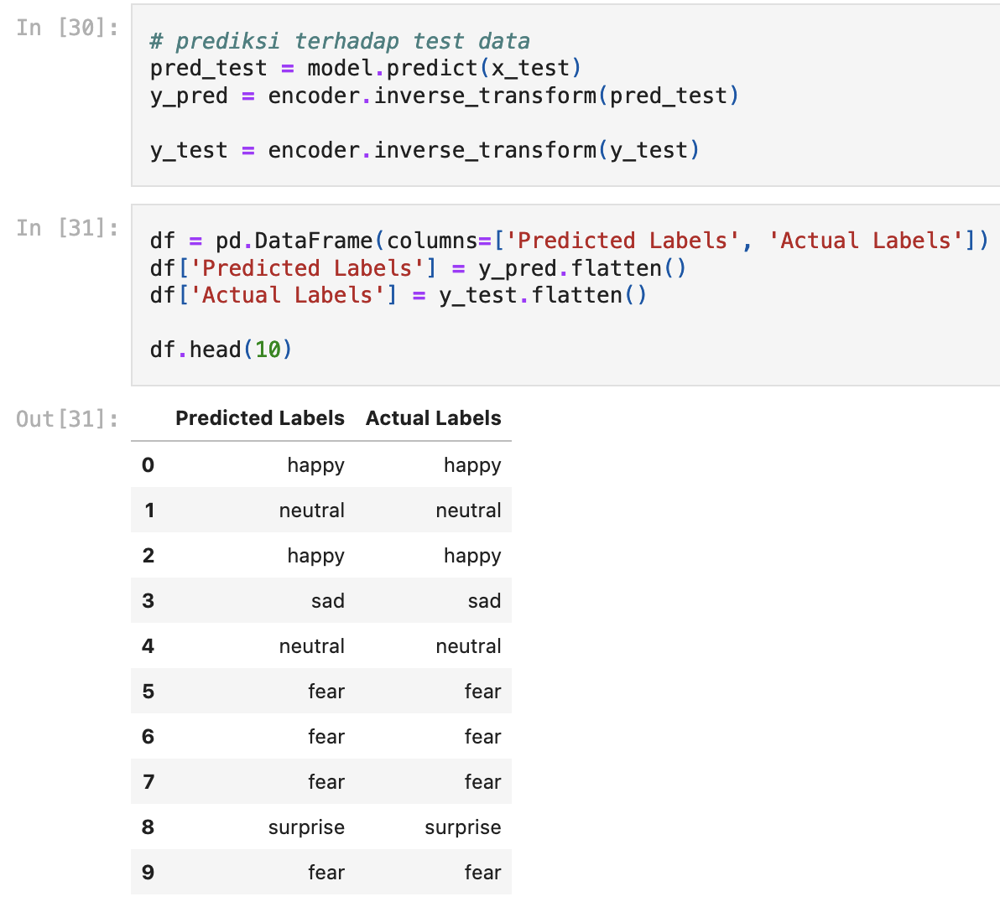 In [30]:
# prediksi terhadap test data
pred_test = model.predict(x_test)
y_pred = encoder.inverse_transform(pred_test)
y_test = encoder.inverse_transform(y_test)
In [31]:
df = pd.DataFrame(columns=['Predicted Labels', 'Actual Labels'])
df['Predicted Labels'] = y_pred.flatten()
df['Actual Labels'] = y_test.flatten()
df.head(10)
Out[31]:
Predicted Labels Actual Labels
0 happy happy
1 neutral neutral
2 happy happy
3 sad sad
4 neutral neutral
5 fear fear
6 fear fear
7 fear fear
8 surprise surprise
9 fear fear